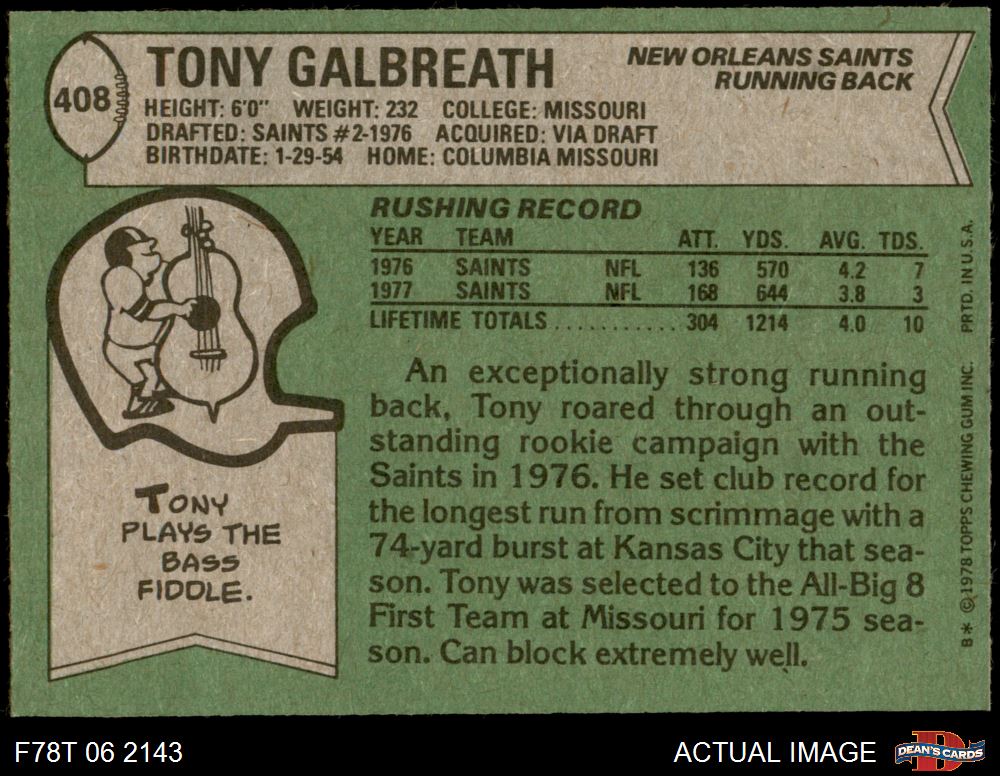 408
TONY GALBREATH
NEW ORLEANS SAINTS
RUNNING BACK
HEIGHT: 6'0" WEIGHT: 232 COLLEGE: MISSOURI
DRAFTED: SAINTS #2-1976 ACQUIRED: VIA DRAFT
BIRTHDATE: 1-29-54 HOME: COLUMBIA MISSOURI
RUSHING RECORD
YEAR TEAM ATT. YDS. AVG. TDS.
1976 SAINTS NFL 136 570 4.2 7
1977 SAINTS NFL 168 644 3.8 3
LIFETIME TOTALS ........... 304 1214 4.0 10
An exceptionally strong running
back, Tony roared through an out-
standing rookie campaign with the
Saints in 1976. He set club record for
the longest run from scrimmage with a
74-yard burst at Kansas City that sea-
son. Tony was selected to the All-Big 8
First Team at Missouri for 1975 sea-
son. Can block extremely well.
TONY
PLAYS THE
BASS
FIDDLE.
B* © 1978 TOPPS CHEWING GUM INC. PRTD. IN U.S.A.
F78T 06 2143
ACTUAL IMAGE
D
DEAN'S CARDS